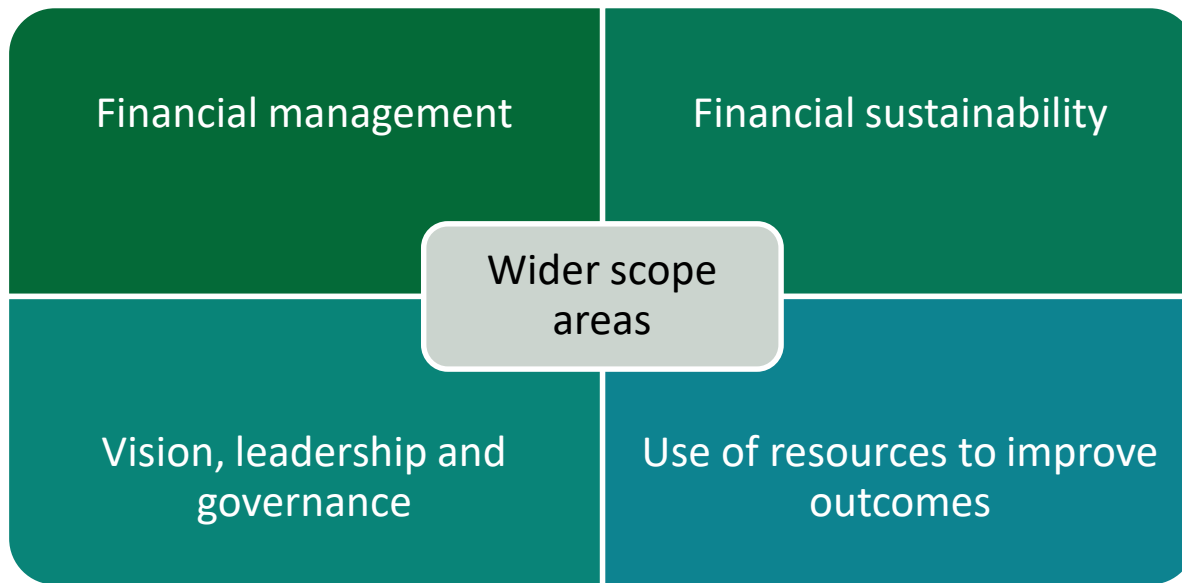 Financial management
Financial sustainability
Wider scope
areas
Vision, leadership and
governance
Use of resources to improve
outcomes